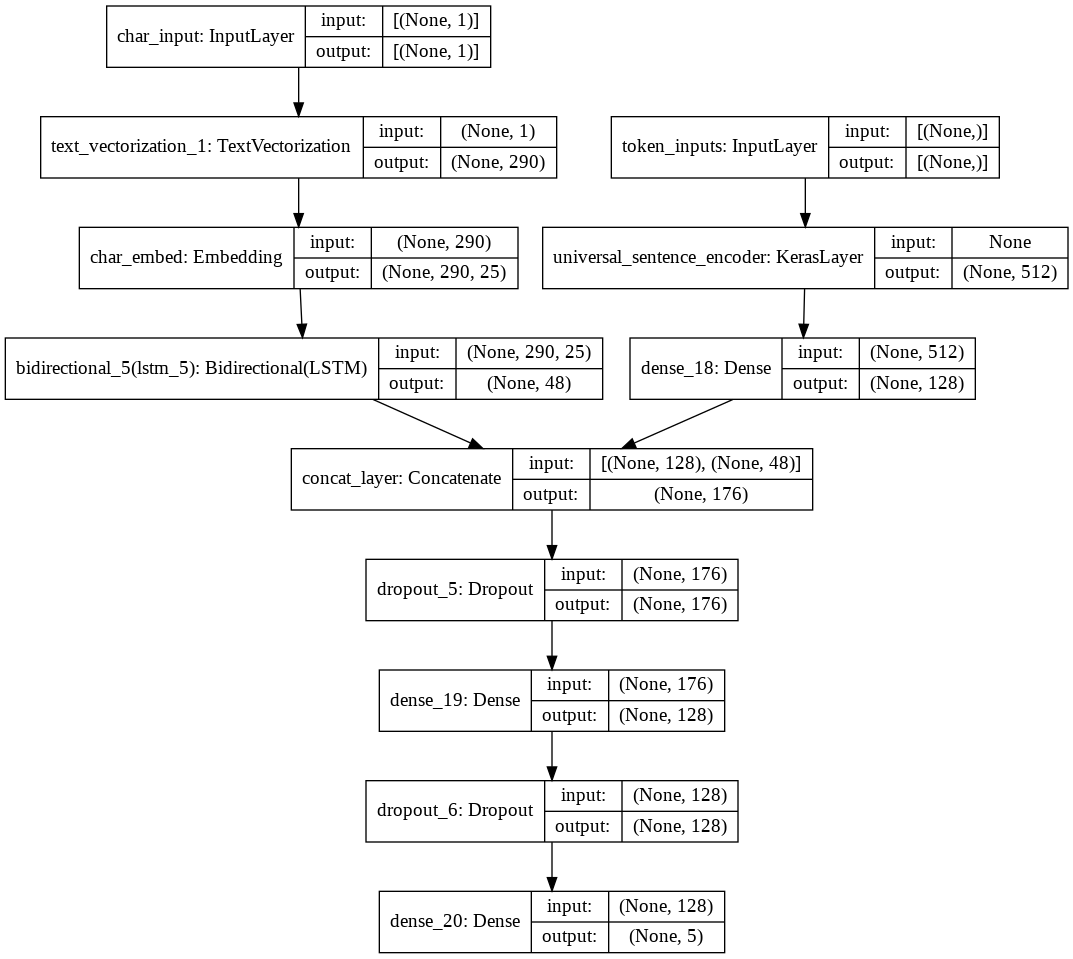 char_input: InputLayer
input:
[(None, 1)]
output:
[(None, 1)]
text_vectorization_1: TextVectorization
input:
(None, 1)
output:
(None, 290)
token_inputs: InputLayer
input:
[(None,)]
output:
[(None,)]
char_embed: Embedding
input:
(None, 290)
output:
(None, 290, 25)
universal_sentence_encoder: KerasLayer
input:
None
output:
(None, 512)
bidirectional_5(lstm_5): Bidirectional(LSTM)
input:
(None, 290, 25)
output:
(None, 48)
dense_18: Dense
input:
(None, 512)
output:
(None, 128)
concat_layer: Concatenate
input:
[(None, 128), (None, 48)]
output:
(None, 176)
dropout_5: Dropout
input:
(None, 176)
output:
(None, 176)
dense_19: Dense
input:
(None, 176)
output:
(None, 128)
dropout_6: Dropout
input:
(None, 128)
output:
(None, 128)
dense_20: Dense
input:
(None, 128)
output:
(None, 5)